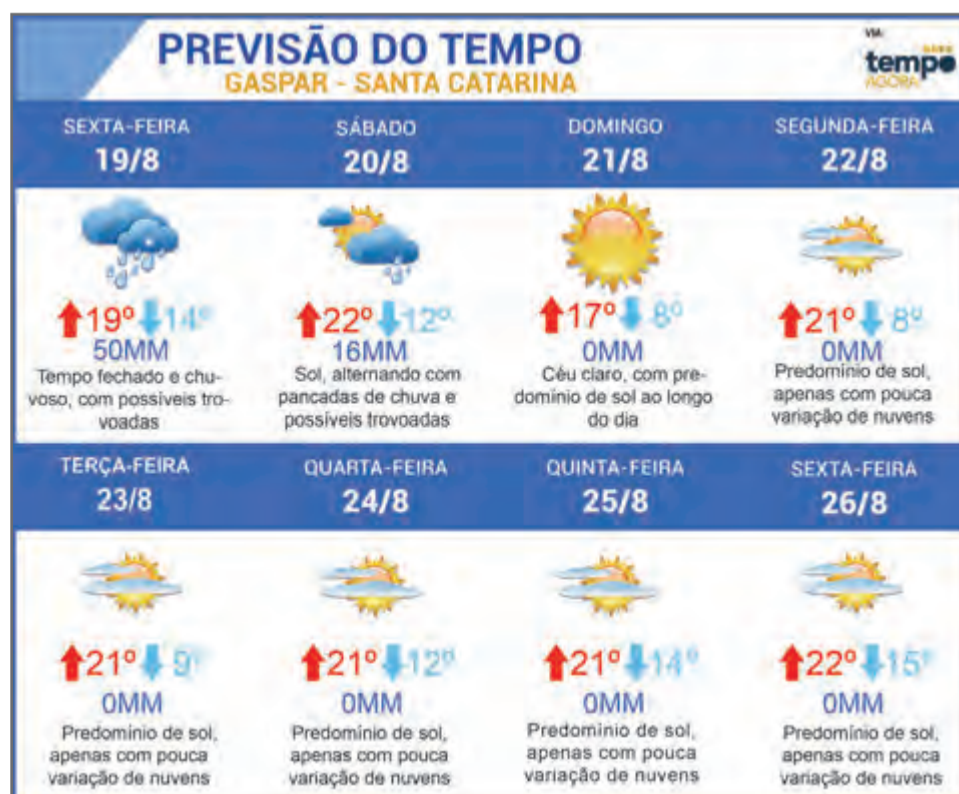 PREVISÃO DO TEMPO
GASPAR - SANTA CATARINA
VIA:
tempo
AGORA
SEXTA-FEIRA
19/8
19º 14º
50MM
Tempo fechado e chu-
voso, com possíveis tro-
voadas
SÁBADO
20/8
22º 12º
16MM
Sol, alternando com
pancadas de chuva e
possíveis trovoadas
DOMINGO
21/8
17º 8º
0MM
Céu claro, com pre-
domínio de sol ao longo
do dia
SEGUNDA-FEIRA
22/8
21º 8º
0MM
Predomínio de sol,
apenas com pouca
variação de nuvens
TERÇA-FEIRA
23/8
21º 9º
0MM
Predomínio de sol,
apenas com pouca
variação de nuvens
QUARTA-FEIRA
24/8
21º 12º
0MM
Predomínio de sol,
apenas com pouca
variação de nuvens
QUINTA-FEIRA
25/8
21º 14º
0MM
Predomínio de sol,
apenas com pouca
variação de nuvens
SEXTA-FEIRA
26/8
22º 15º
0MM
Predomínio de sol,
apenas com pouca
variação de nuvens